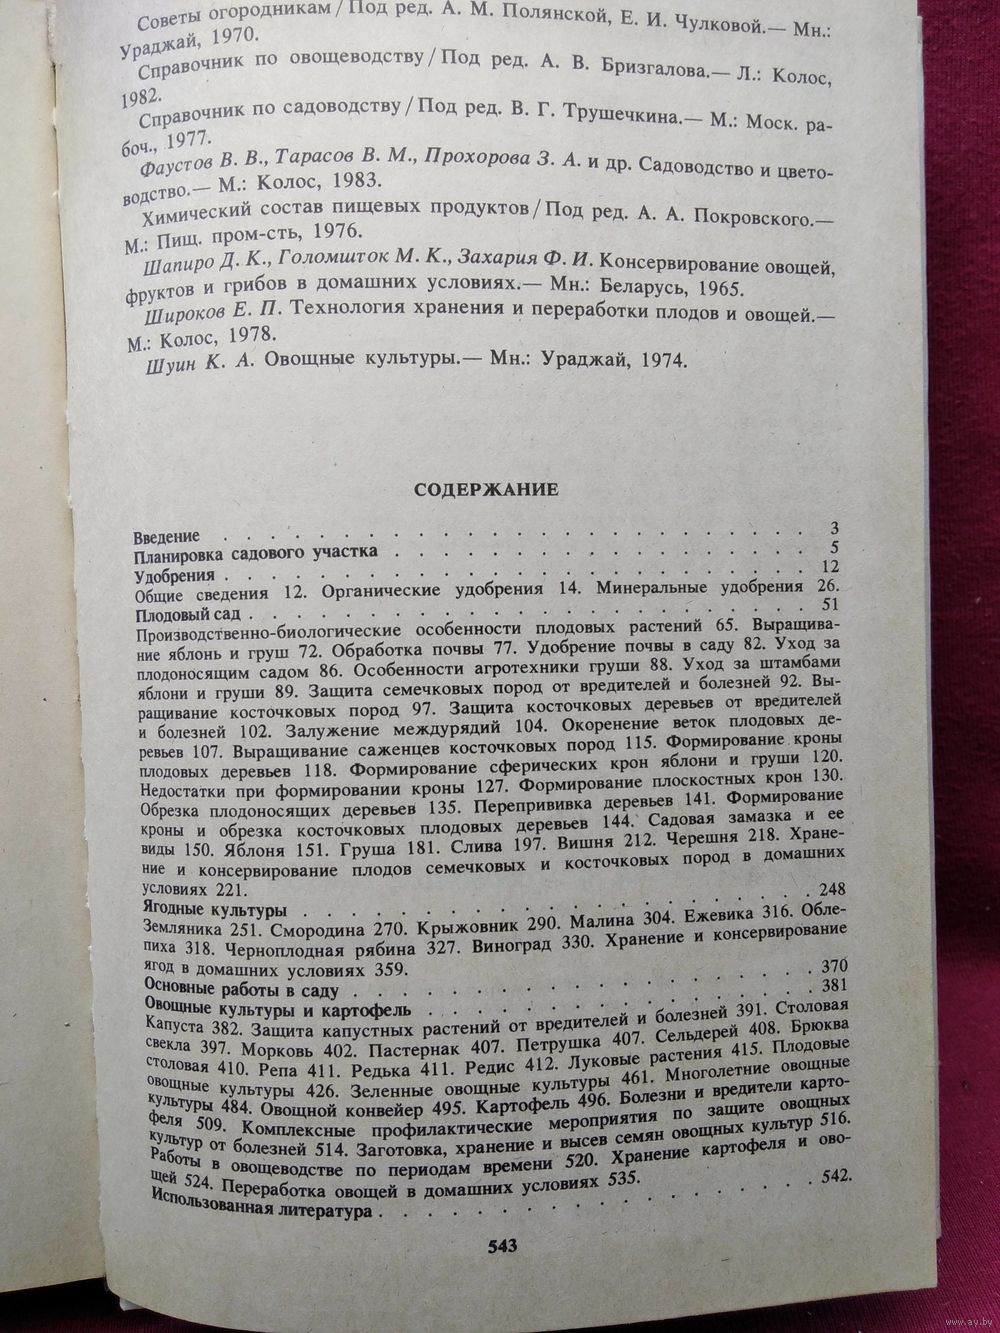 Советы огородникам / Под ред. А. М. Полянской, Е. И. Чулковой.— Мн.:
Ураджай, 1970.
Справочник по овощеводству / Под ред. А. В. Бризгалова.— Л.: Колос,
1982.
Справочник по садоводству / Под ред. В. Г. Трушечкина.— М.: Моск. ра-
боч., 1977.
Фаустов В. В., Тарасов В. М., Прохорова З. А. и др. Садоводство и цвето-
водство.— М.: Колос, 1983.
Химический состав пищевых продуктов / Под ред. А. А. Покровского.—
М.: Пищ. пром-сть, 1976.
Шапиро Д. К., Голомшток М. К., Захария Ф. И. Консервирование овощей,
фруктов и грибов в домашних условиях.— Мн.: Беларусь, 1965.
Широков Е. П. Технология хранения и переработки плодов и овощей.—
М.: Колос, 1978.
Шуин К. А. Овощные культуры.— Мн.: Ураджай, 1974.
СОДЕРЖАНИЕ
Введение . . . . . . . . . . . . . . . . . . . . 3
Планировка садового участка . . . . . . . . . . . . . . 5
Удобрения . . . . . . . . . . . . . . . . . . . . 12
Общие сведения 12. Органические удобрения 14. Минеральные удобрения 26.
Плодовый сад . . . . . . . . . . . . . . . . . . . 51
Производственно-биологические особенности плодовых растений 65. Выращива-
ние яблонь и груш 72. Обработка почвы 77. Удобрение почвы в саду 82. Уход за
плодоносящим садом 86. Особенности агротехники груши 88. Уход за штамбами
яблони и груши 89. Защита семечковых пород от вредителей и болезней 92. Вы-
ращивание косточковых пород 97. Защита косточковых деревьев от вредителей
и болезней 102. Залужение междурядий 104. Окоренение веток плодовых де-
ревьев 107. Выращивание саженцев косточковых пород 115. Формирование кроны
плодовых деревьев 118. Формирование сферических крон яблони и груши 120.
Недостатки при формировании кроны 127. Формирование плоскостных крон 130.
Обрезка плодоносящих деревьев 135. Перепрививка деревьев 141. Формирование
кроны и обрезка косточковых плодовых деревьев 144. Садовая замазка и ее
виды 150. Яблоня 151. Груша 181. Слива 197. Вишня 212. Черешня 218. Хране-
ние и консервирование плодов семечковых и косточковых пород в домашних
условиях 221.
Ягодные культуры . . . . . . . . . . . . . . . . . . 248
Земляника 251. Смородина 270. Крыжовник 290. Малина 304. Ежевика 316. Обле-
пиха 318. Черноплодная рябина 327. Виноград 330. Хранение и консервирование
ягод в домашних условиях 359.
Основные работы в саду . . . . . . . . . . . . . . . . 370
Овощные культуры и картофель . . . . . . . . . . . . . . 381
Капуста 382. Защита капустных растений от вредителей и болезней 391. Столовая
свекла 397. Морковь 402. Пастернак 407. Петрушка 407. Сельдерей 408. Брюква
столовая 410. Репа 411. Редька 411. Редис 412. Луковые растения 415. Плодовые
овощные культуры 426. Зеленные овощные культуры 461. Многолетние овощные
культуры 484. Овощной конвейер 495. Картофель 496. Болезни и вредители карто-
феля 509. Комплексные профилактические мероприятия по защите овощных
культур от болезней 514. Заготовка, хранение и высев семян овощных культур 516.
Работы в овощеводстве по периодам времени 520. Хранение картофеля и ово-
щей 524. Переработка овощей в домашних условиях 535.
Использованная литература . . . . . . . . . . . . . . . 542.
543
www.ay.by